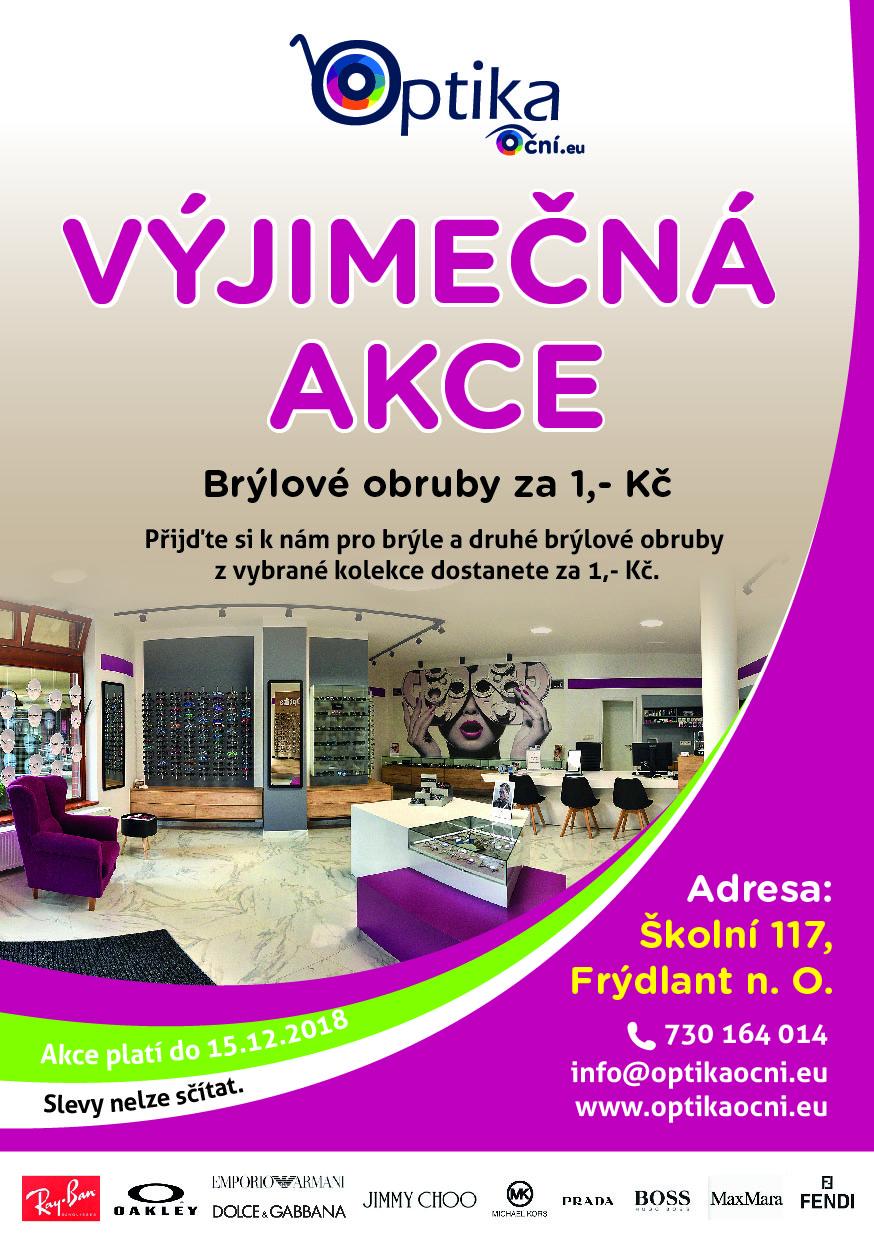 Optika
Oční.eu
VÝJIMEČNÁ
AKCE
Brýlové obruby za 1,- Kč
Přijďte si k nám pro brýle a druhé brýlové obruby
z vybrané kolekce dostanete za 1,- Kč.
Adresa:
Školní 117,
Frýdlant n. O.
730 164 014
info@optikaocni.eu
www.optikaocni.eu
Akce platí do 15.12.2018
Slevy nelze sčítat.
Ray-Ban
OAKLEY
EMPORIO ARMANI
DOLCE & GABBANA
JIMMY CHOO
MK
MICHAEL KORS
PRADA
BOSS
HUGO BOSS
MaxMara
FENDI